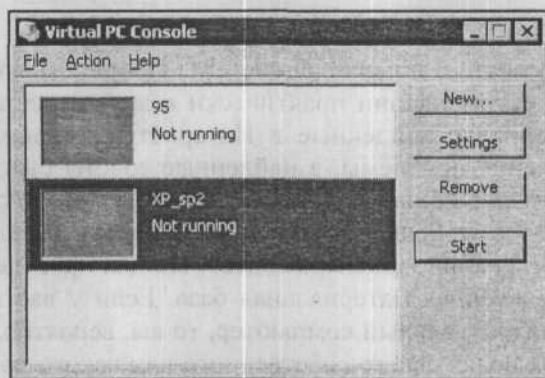 Virtual PC Console
File Action Help
95
Not running
XP_sp2
Not running
New...
Settings
Remove
Start